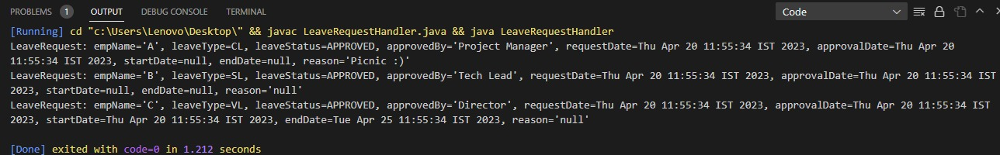 PROBLEMS 1 OUTPUT DEBUG CONSOLE TERMINAL Code
[Running] cd "c:\Users\Lenovo\Desktop\" && javac LeaveRequestHandler.java && java LeaveRequestHandler
LeaveRequest: empName='A', leaveType=CL, leaveStatus=APPROVED, approvedBy='Project Manager', requestDate=Thu Apr 20 11:55:34 IST 2023, approvalDate=Thu Apr 20
11:55:34 IST 2023, startDate=null, endDate=null, reason='Picnic :)'
LeaveRequest: empName='B', leaveType=SL, leaveStatus=APPROVED, approvedBy='Tech Lead', requestDate=Thu Apr 20 11:55:34 IST 2023, approvalDate=Thu Apr 20 11:55:34 IST
2023, startDate=null, endDate=null, reason='null'
LeaveRequest: empName='C', leaveType=VL, leaveStatus=APPROVED, approvedBy='Director', requestDate=Thu Apr 20 11:55:34 IST 2023, approvalDate=Thu Apr 20 11:55:34 IST
2023, startDate=Thu Apr 20 11:55:34 IST 2023, endDate=Tue Apr 25 11:55:34 IST 2023, reason='null'
[Done] exited with code=0 in 1.212 seconds